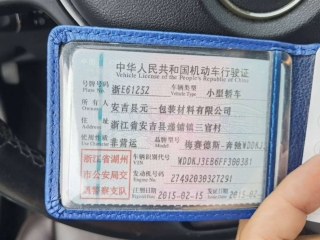 中华人民共和国机动车行驶证
Vehicle License of the People's Republic of China
号牌号码 浙E61Z5Z 车辆类型 小型轿车
Plate No. Vehicle Type
所有人 安吉县元一包装材料有限公司
Owner
住址 浙江省安吉县递铺镇三官村
Address
使用性质 非营运 品牌型号 梅赛德斯-奔驰WDDKJ
Use Character Model
浙江省湖州 车辆识别代号 WDDKJ3EB6FF300381
VIN
市公安局交 发动机号码 27492030327291
Engine No.
通警察支队 注册日期 2015-02-15 发证日期 2015-02
Register Date Issue Date